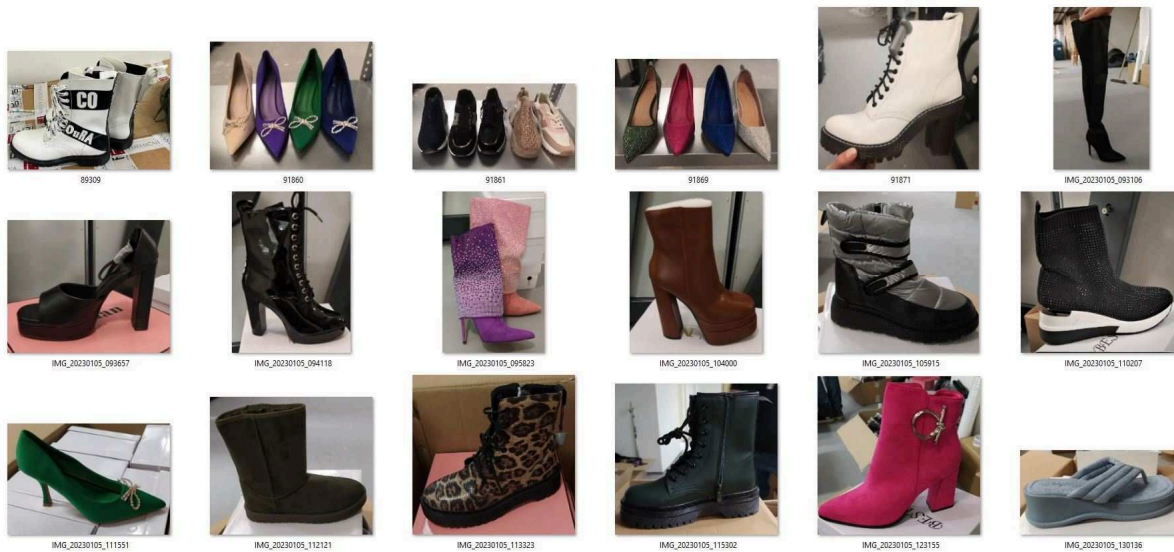 CO
89309
91860
91861
91869
91871
IMG_20230105_093106
IMG_20230105_093657
IMG_20230105_094118
IMG_20230105_095823
IMG_20230105_104000
IMG_20230105_105915
IMG_20230105_110207
IMG_20230105_111551
IMG_20230105_112121
IMG_20230105_113323
IMG_20230105_115302
IMG_20230105_123155
IMG_20230105_130136